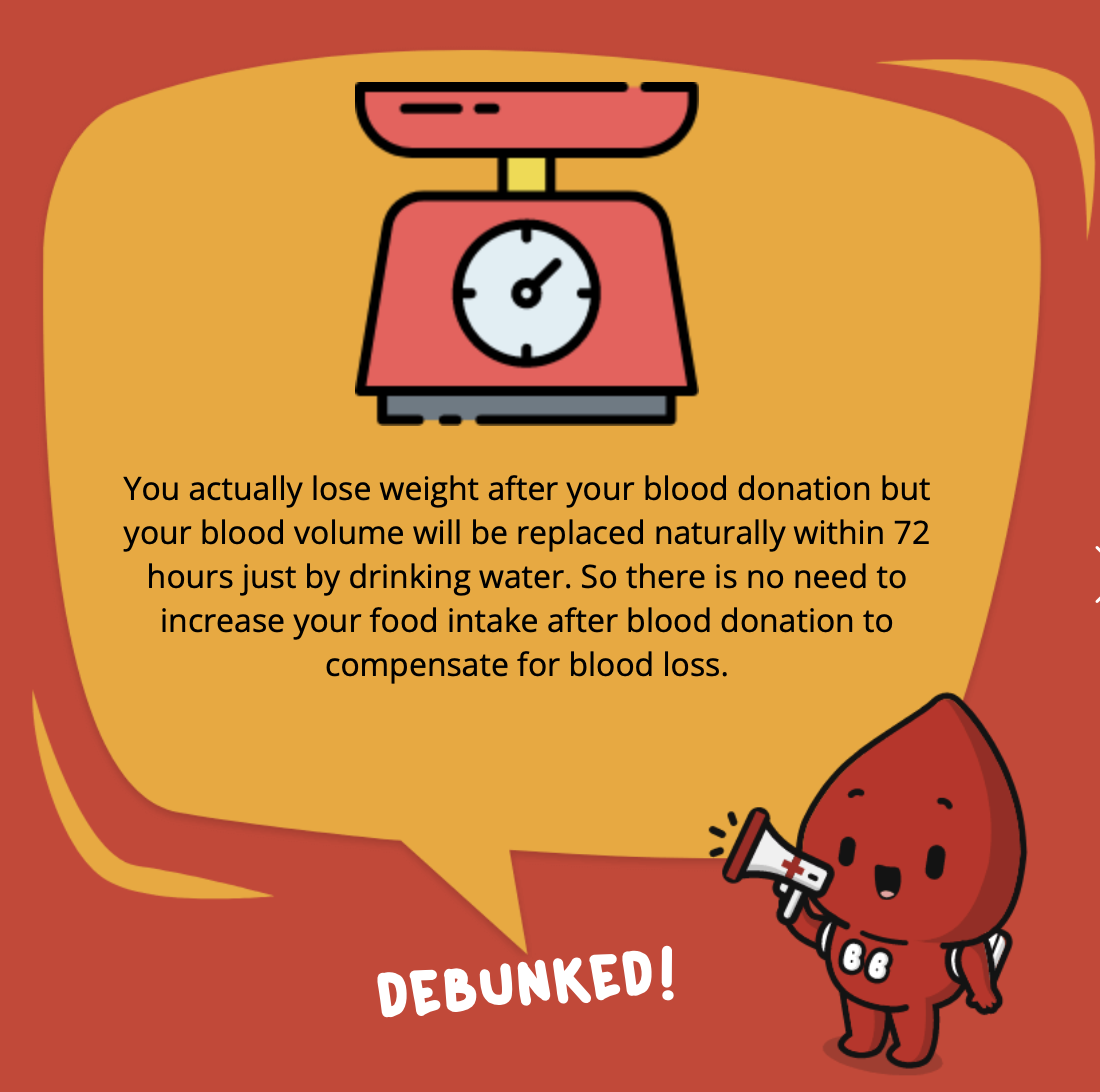 You actually lose weight after your blood donation but
your blood volume will be replaced naturally within 72
hours just by drinking water. So there is no need to
increase your food intake after blood donation to
compensate for blood loss.
BB
DEBUNKED!